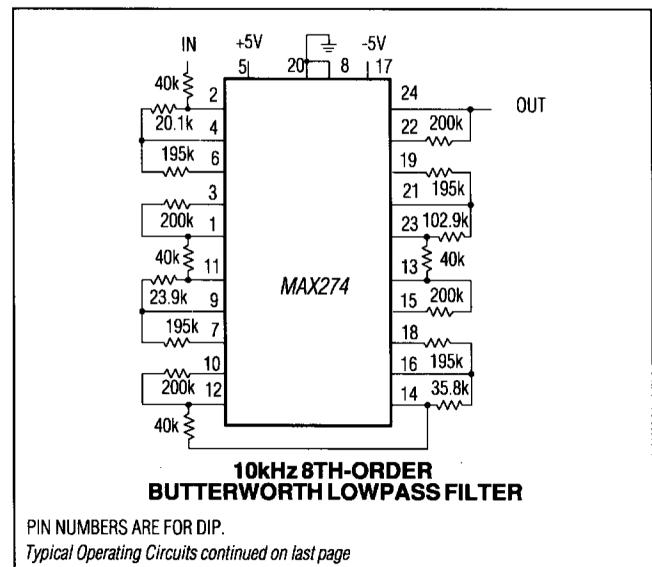 IN +5V -5V
5 20 8 17
40k
2 24 OUT
20.1k 4 22 200k
195k 6 19
3 21 195k
200k 1 23 102.9k
40k 11 MAX274 13 40k
23.9k 9 15 200k
195k 7 18
10 16 195k
200k 12 14 35.8k
40k
10kHz 8TH-ORDER
BUTTERWORTH LOWPASS FILTER
PIN NUMBERS ARE FOR DIP.
Typical Operating Circuits continued on last page